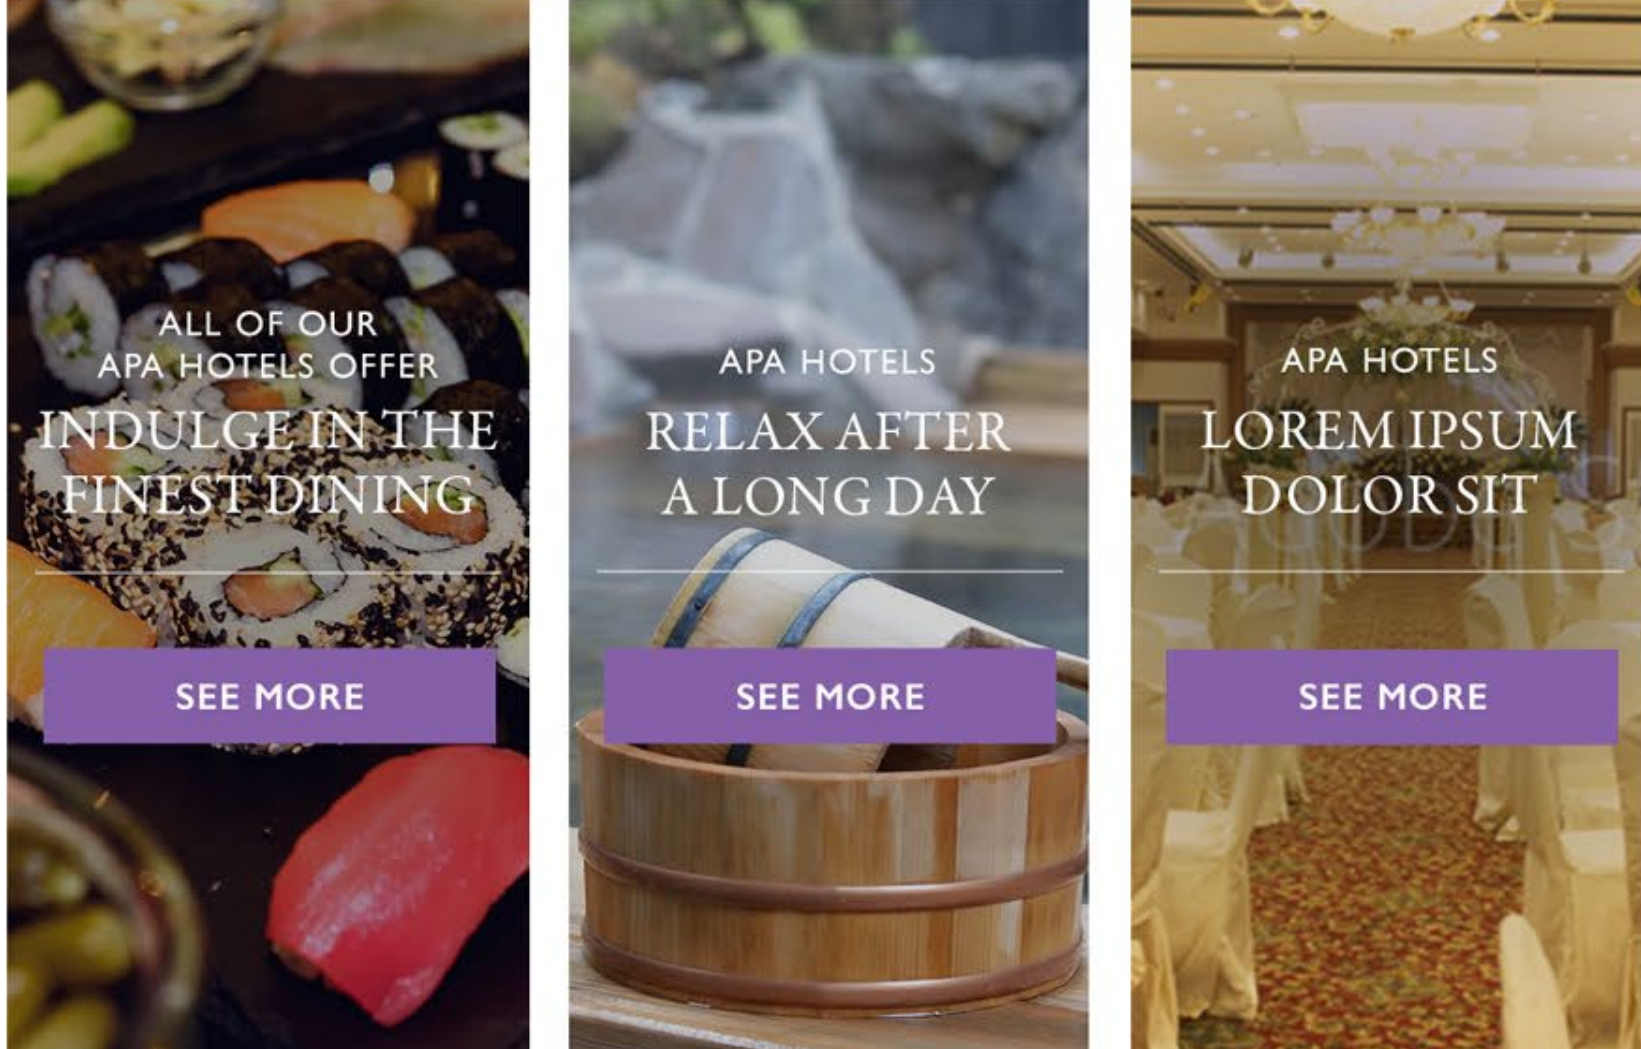 ALL OF OUR
APA HOTELS OFFER
INDULGE IN THE
FINEST DINING
SEE MORE
APA HOTELS
RELAX AFTER
A LONG DAY
SEE MORE
APA HOTELS
LOREM IPSUM
DOLOR SIT
SEE MORE